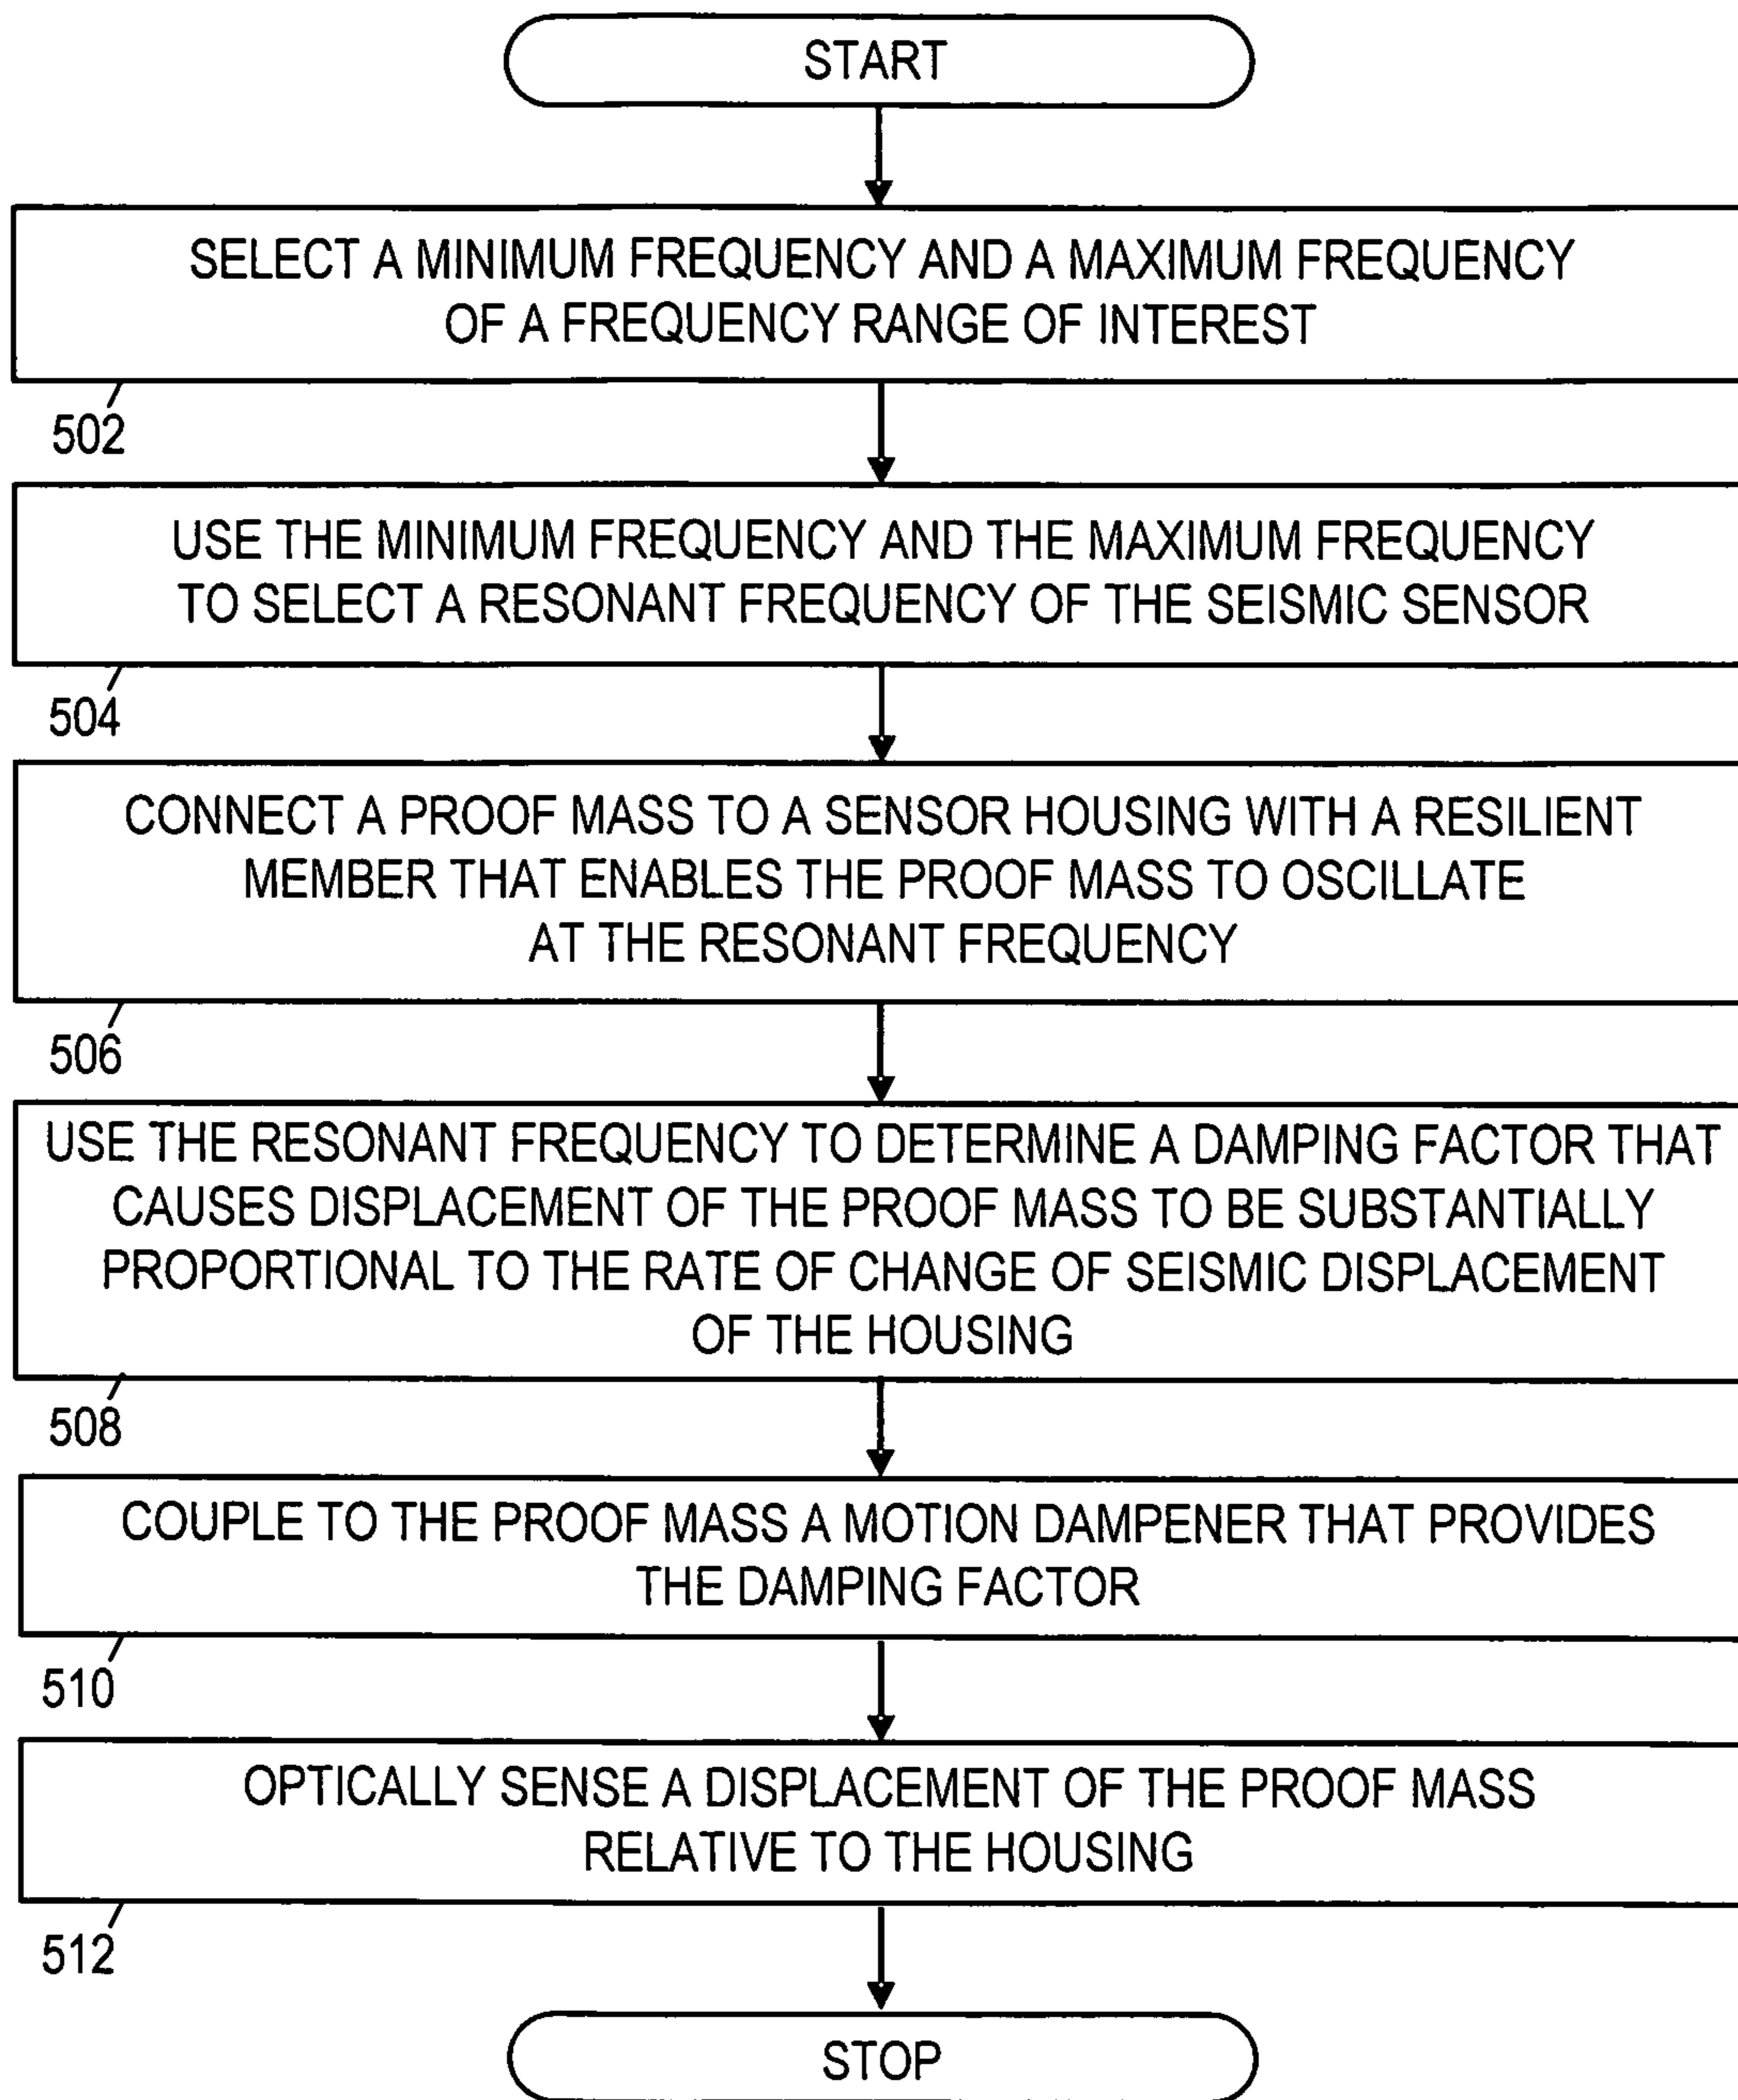 START
SELECT A MINIMUM FREQUENCY AND A MAXIMUM FREQUENCY
OF A FREQUENCY RANGE OF INTEREST
502
USE THE MINIMUM FREQUENCY AND THE MAXIMUM FREQUENCY
TO SELECT A RESONANT FREQUENCY OF THE SEISMIC SENSOR
504
CONNECT A PROOF MASS TO A SENSOR HOUSING WITH A RESILIENT
MEMBER THAT ENABLES THE PROOF MASS TO OSCILLATE
AT THE RESONANT FREQUENCY
506
USE THE RESONANT FREQUENCY TO DETERMINE A DAMPING FACTOR THAT
CAUSES DISPLACEMENT OF THE PROOF MASS TO BE SUBSTANTIALLY
PROPORTIONAL TO THE RATE OF CHANGE OF SEISMIC DISPLACEMENT
OF THE HOUSING
508
COUPLE TO THE PROOF MASS A MOTION DAMPENER THAT PROVIDES
THE DAMPING FACTOR
510
OPTICALLY SENSE A DISPLACEMENT OF THE PROOF MASS
RELATIVE TO THE HOUSING
512
STOP